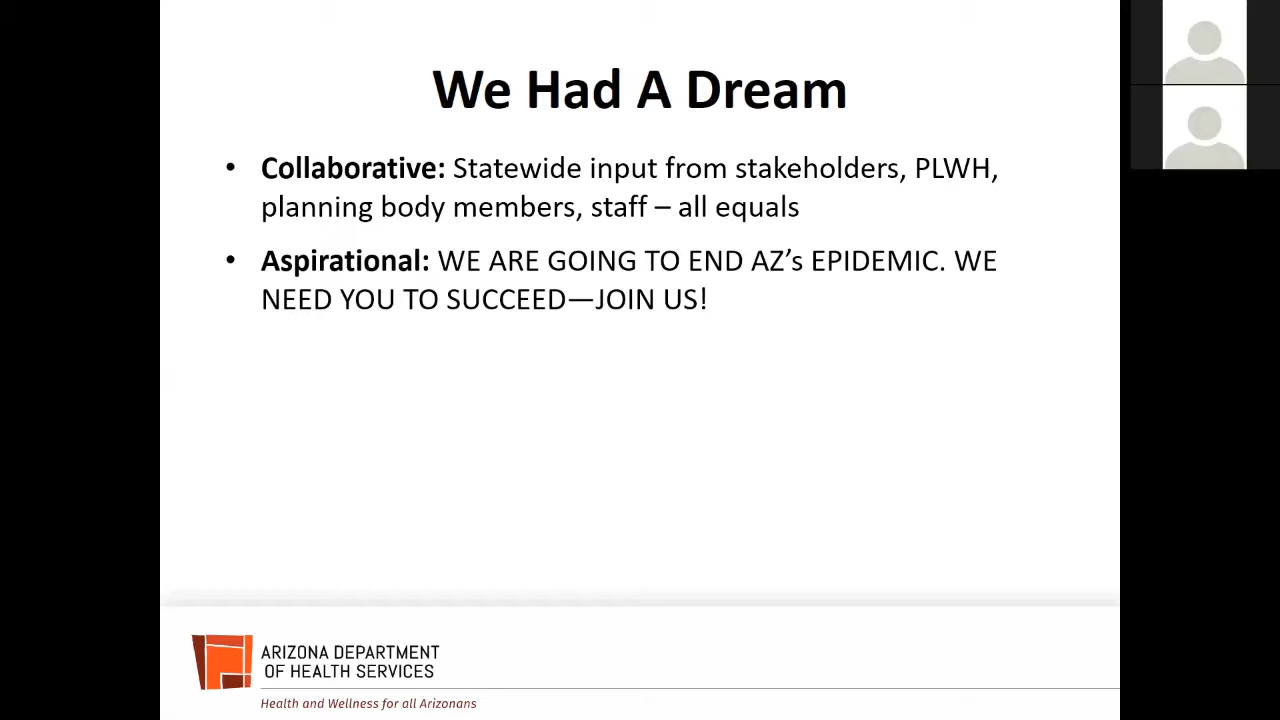 We Had A Dream
• Collaborative: Statewide input from stakeholders, PLWH,
planning body members, staff – all equals
• Aspirational: WE ARE GOING TO END AZ’s EPIDEMIC. WE
NEED YOU TO SUCCEED—JOIN US!
ARIZONA DEPARTMENT
OF HEALTH SERVICES
Health and Wellness for all Arizonans